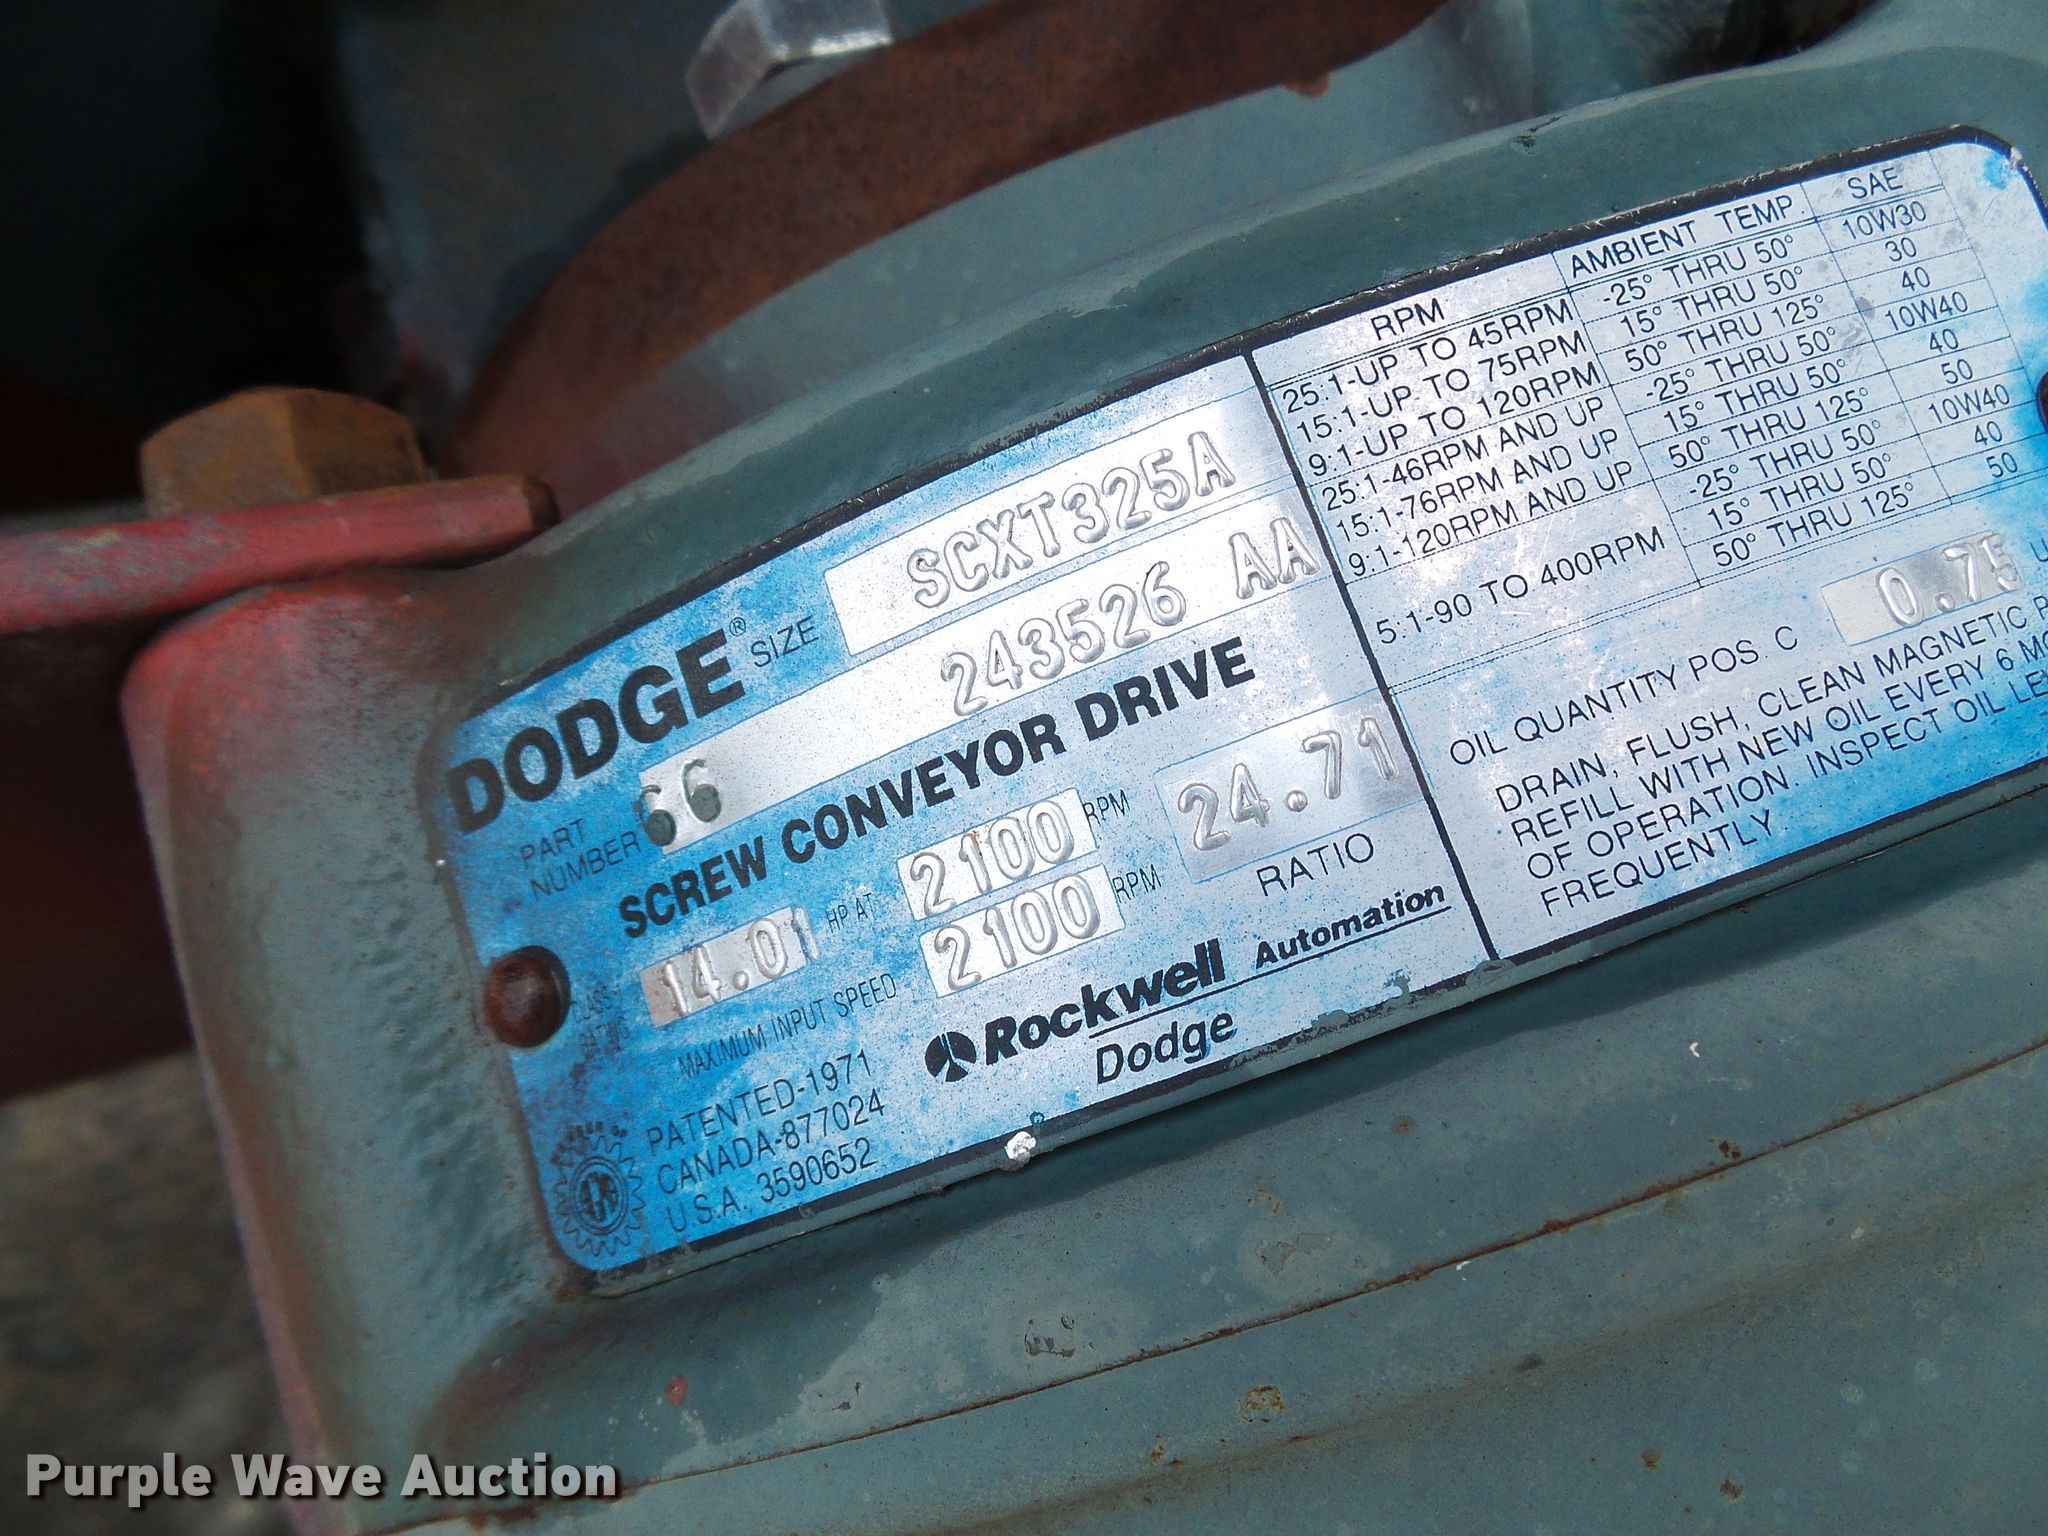 DODGE® SIZE SCXT325A
PART NUMBER 66 243526 AA
SCREW CONVEYOR DRIVE
14.01 HP AT 2100 RPM
MAXIMUM INPUT SPEED 2100 RPM
24.71
RATIO
PATENTED-1971
CANADA-877024
U.S.A. 3590652
Rockwell Automation
Dodge
RPM AMBIENT TEMP. SAE
25:1-UP TO 45RPM -25° THRU 50° 10W30
15:1-UP TO 75RPM 15° THRU 50° 30
9:1-UP TO 120RPM 50° THRU 125° 40
25:1-46RPM AND UP -25° THRU 50° 10W40
15:1-76RPM AND UP 15° THRU 50° 40
9:1-120RPM AND UP 50° THRU 125° 50
5:1-90 TO 400RPM -25° THRU 50° 10W40
15° THRU 50° 40
50° THRU 125° 50
OIL QUANTITY POS C 0.75
DRAIN, FLUSH, CLEAN MAGNETIC
REFILL WITH NEW OIL EVERY 6
OF OPERATION. INSPECT OIL
FREQUENTLY.
Purple Wave Auction